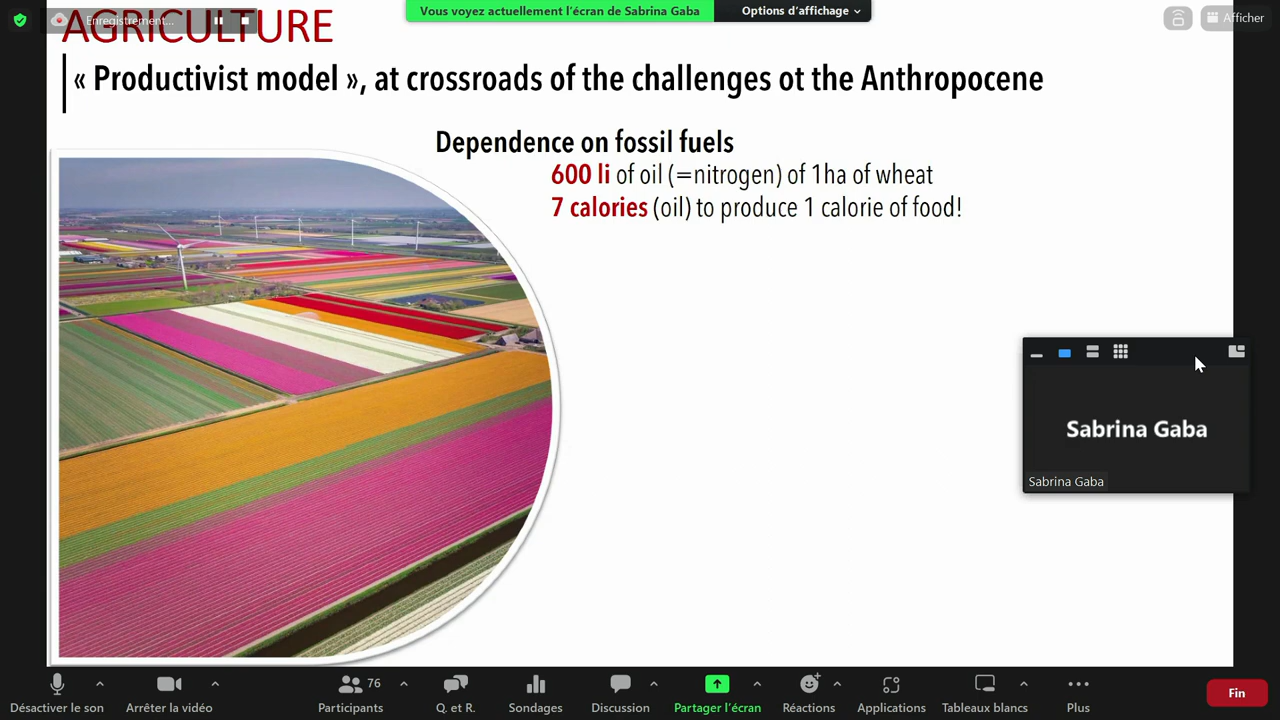 Vous voyez actuellement l'écran de Sabrina Gaba
Options d'affichage
Enregistrement...
Afficher
AGRICULTURE
« Productivist model », at crossroads of the challenges ot the Anthropocene
Dependence on fossil fuels
600 li of oil (=nitrogen) of 1ha of wheat
7 calories (oil) to produce 1 calorie of food!
Sabrina Gaba
Sabrina Gaba
Désactiver le son
Arrêter la vidéo
76
Participants
Q. et R.
Sondages
Discussion
Partager l'écran
Réactions
Applications
Tableaux blancs
Plus
Fin